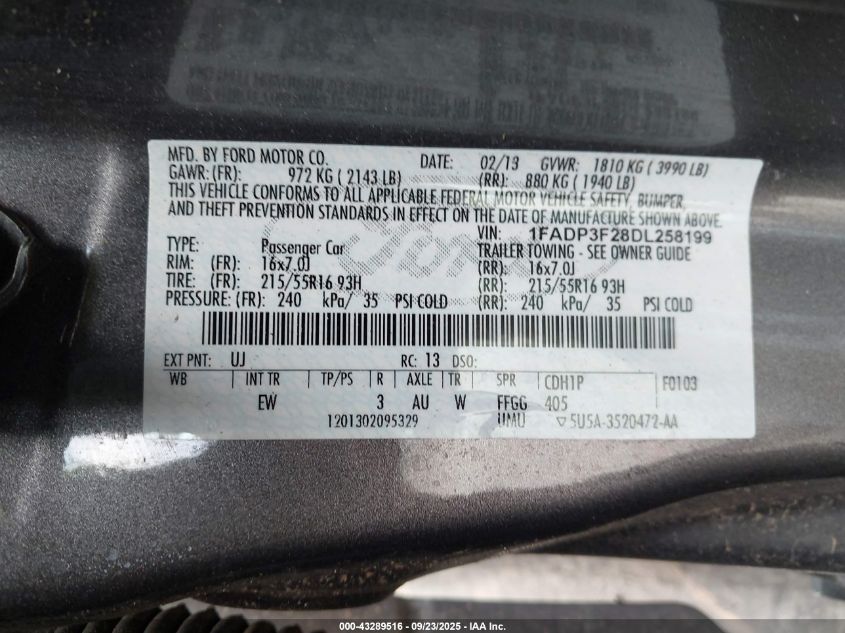 MFD. BY FORD MOTOR CO. DATE: 02/13 GVWR: 1810 KG ( 3990 LB)
GAWR: (FR): 972 KG ( 2143 LB) (RR): 880 KG ( 1940 LB)
THIS VEHICLE CONFORMS TO ALL APPLICABLE FEDERAL MOTOR VEHICLE SAFETY, BUMPER,
AND THEFT PREVENTION STANDARDS IN EFFECT ON THE DATE OF MANUFACTURE SHOWN ABOVE.
VIN: 1FADP3F28DL258199
TYPE: Passenger Car TRAILER TOWING - SEE OWNER GUIDE
RIM: (FR): 16x7.0J (RR): 16x7.0J
TIRE: (FR): 215/55R16 93H (RR): 215/55R16 93H
PRESSURE: (FR): 240 kPa/ 35 PSI COLD (RR): 240 kPa/ 35 PSI COLD
EXT PNT: UJ RC: 13 DSO:
WB INT TR TP/PS R AXLE TR SPR CDH1P F0103
EW 3 AU W FFGG 405
1201302095329 UMU ▽5U5A-3520472-AA
000-43289516 - 09/23/2025 - IAA Inc.